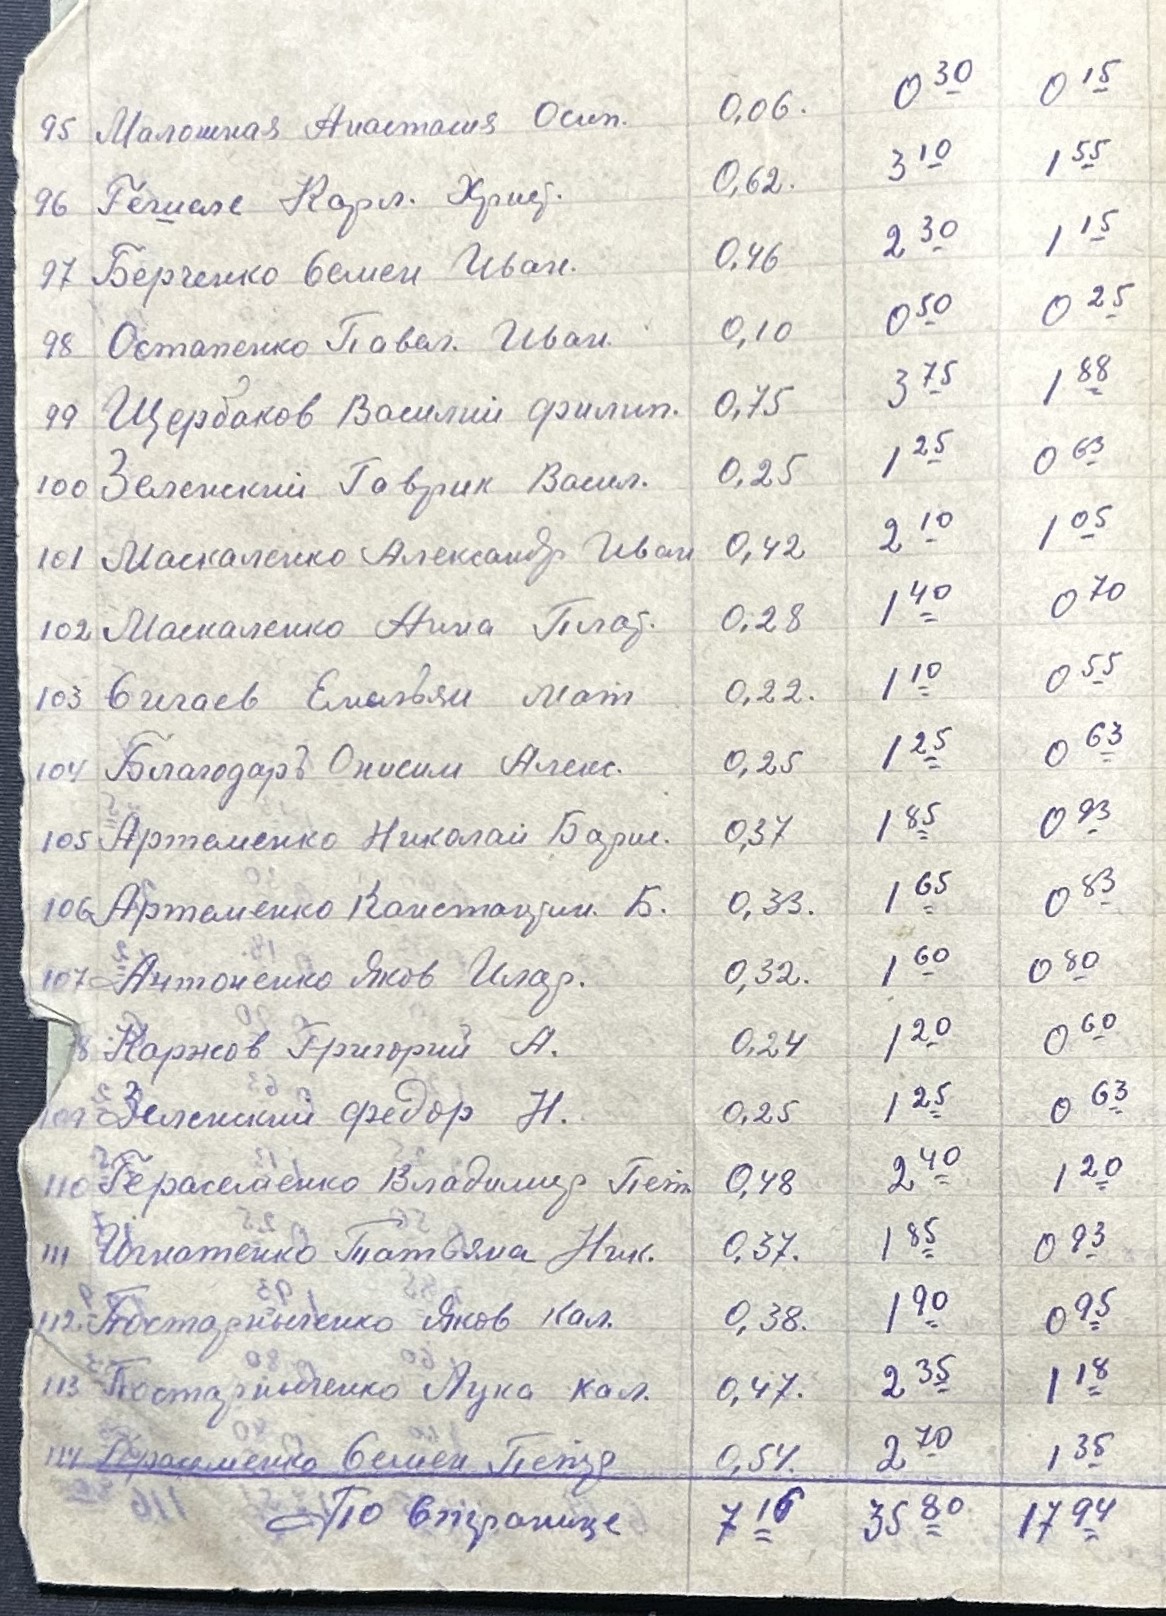 95 Малошная Анастасия Осип. 0,06. 0 30 0 15
96 Карл. Христ. 0,62. 3 10 1 55
97 Берченко Семен Иван. 0,46 2 30 1 15
98 Остапенко Павел. Иван. 0,10 0 50 0 25
99 Щербаков Василий Филип. 0,75 3 75 1 88
100 Зеленский Гаврик Васил. 0,25 1 25 0 63
101 Маскаленко Александр Иван 0,42 2 10 1 05
102 Маскаленко Анна Плат. 0,28 1 40 0 70
103 Сигаев Емельян Мат 0,22. 1 10 0 55
104 Благодаръ Онисим Алекс. 0,25 1 25 0 63
105 Артеменко Николай Борис. 0,37 1 85 0 93
106 Артеменко Констан́тин. Б. 0,33. 1 65 0 83
107 Антоненко Яков Илар. 0,32. 1 60 0 80
8 Каржов Григорий А. 0,24 1 20 0 60
109 Зеленский Федор Н. 0,25 1 25 0 63
110 Герасеменко Владимир Пет. 0,48 2 40 1 20
111 Игнатенко Татьяна Ник. 0,37. 1 85 0 93
112. Яков Кал. 0,38. 1 90 0 95
113 Лука Кал. 0,47. 2 35 1 18
114 Герасименко Семен Петр 0,54. 2 70 1 35
По Странице 7 16 35 80 17 94